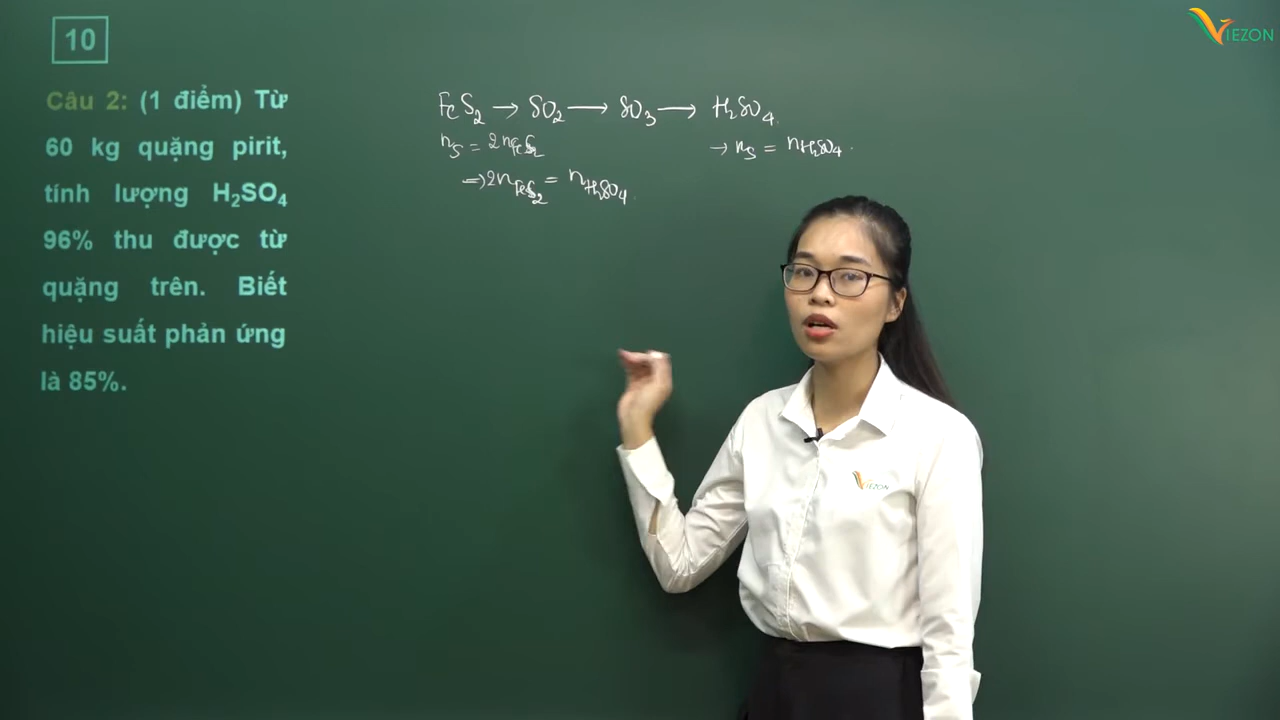 10
Câu 2: (1 điểm) Từ
60 kg quặng pirit,
tính lượng H₂SO₄
96% thu được từ
quặng trên. Biết
hiệu suất phản ứng
là 85%.
FeS₂ → SO₂ → SO₃ → H₂SO₄
nS = 2nFeS₂ → nS = nH₂SO₄.
⇒ 2nFeS₂ = nH₂SO₄.
VIEZON
VIEZON